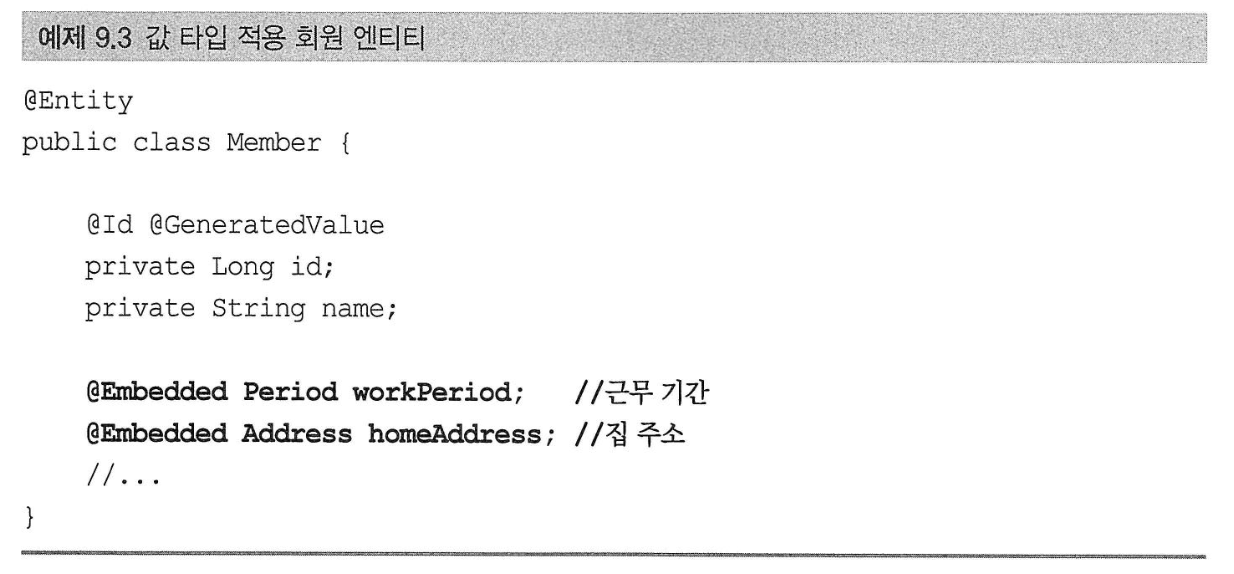 예제 9.3 값 타입 적용 회원 엔티티
@Entity
public class Member {
@Id @GeneratedValue
private Long id;
private String name;
@Embedded Period workPeriod; //근무 기간
@Embedded Address homeAddress; //집 주소
//...
}